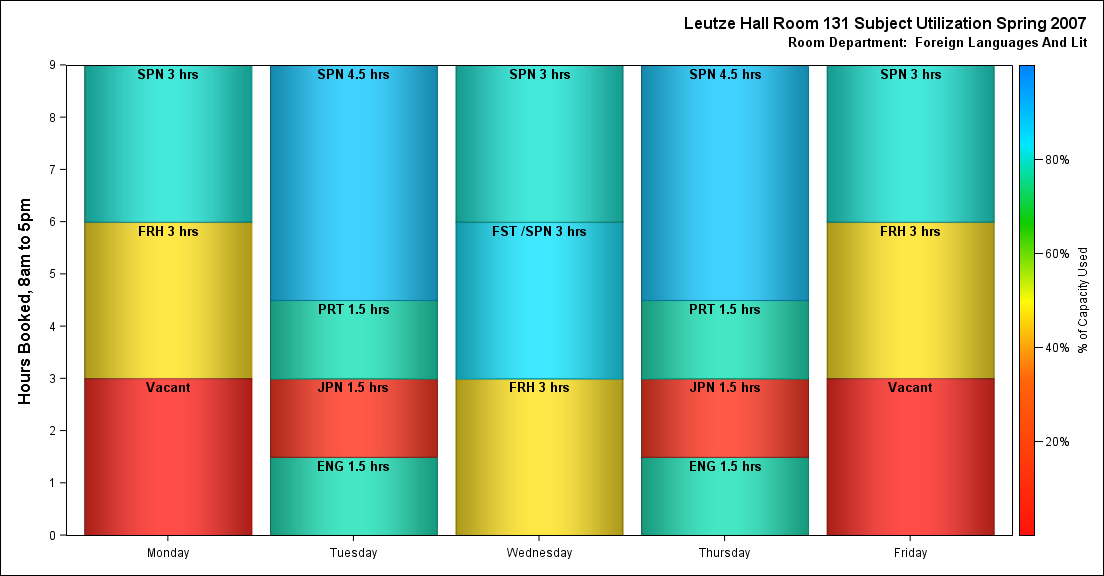 Leutze Hall Room 131 Subject Utilization Spring 2007
Room Department:  Foreign Languages And Lit
Hours Booked, 8am to 5pm
9
8
7
6
5
4
3
2
1
0
SPN 3 hrs
FRH 3 hrs
Vacant
SPN 4.5 hrs
PRT 1.5 hrs
JPN 1.5 hrs
ENG 1.5 hrs
SPN 3 hrs
FST /SPN 3 hrs
FRH 3 hrs
SPN 4.5 hrs
PRT 1.5 hrs
JPN 1.5 hrs
ENG 1.5 hrs
SPN 3 hrs
FRH 3 hrs
Vacant
Monday
Tuesday
Wednesday
Thursday
Friday
80%
60%
40%
20%
% of Capacity Used